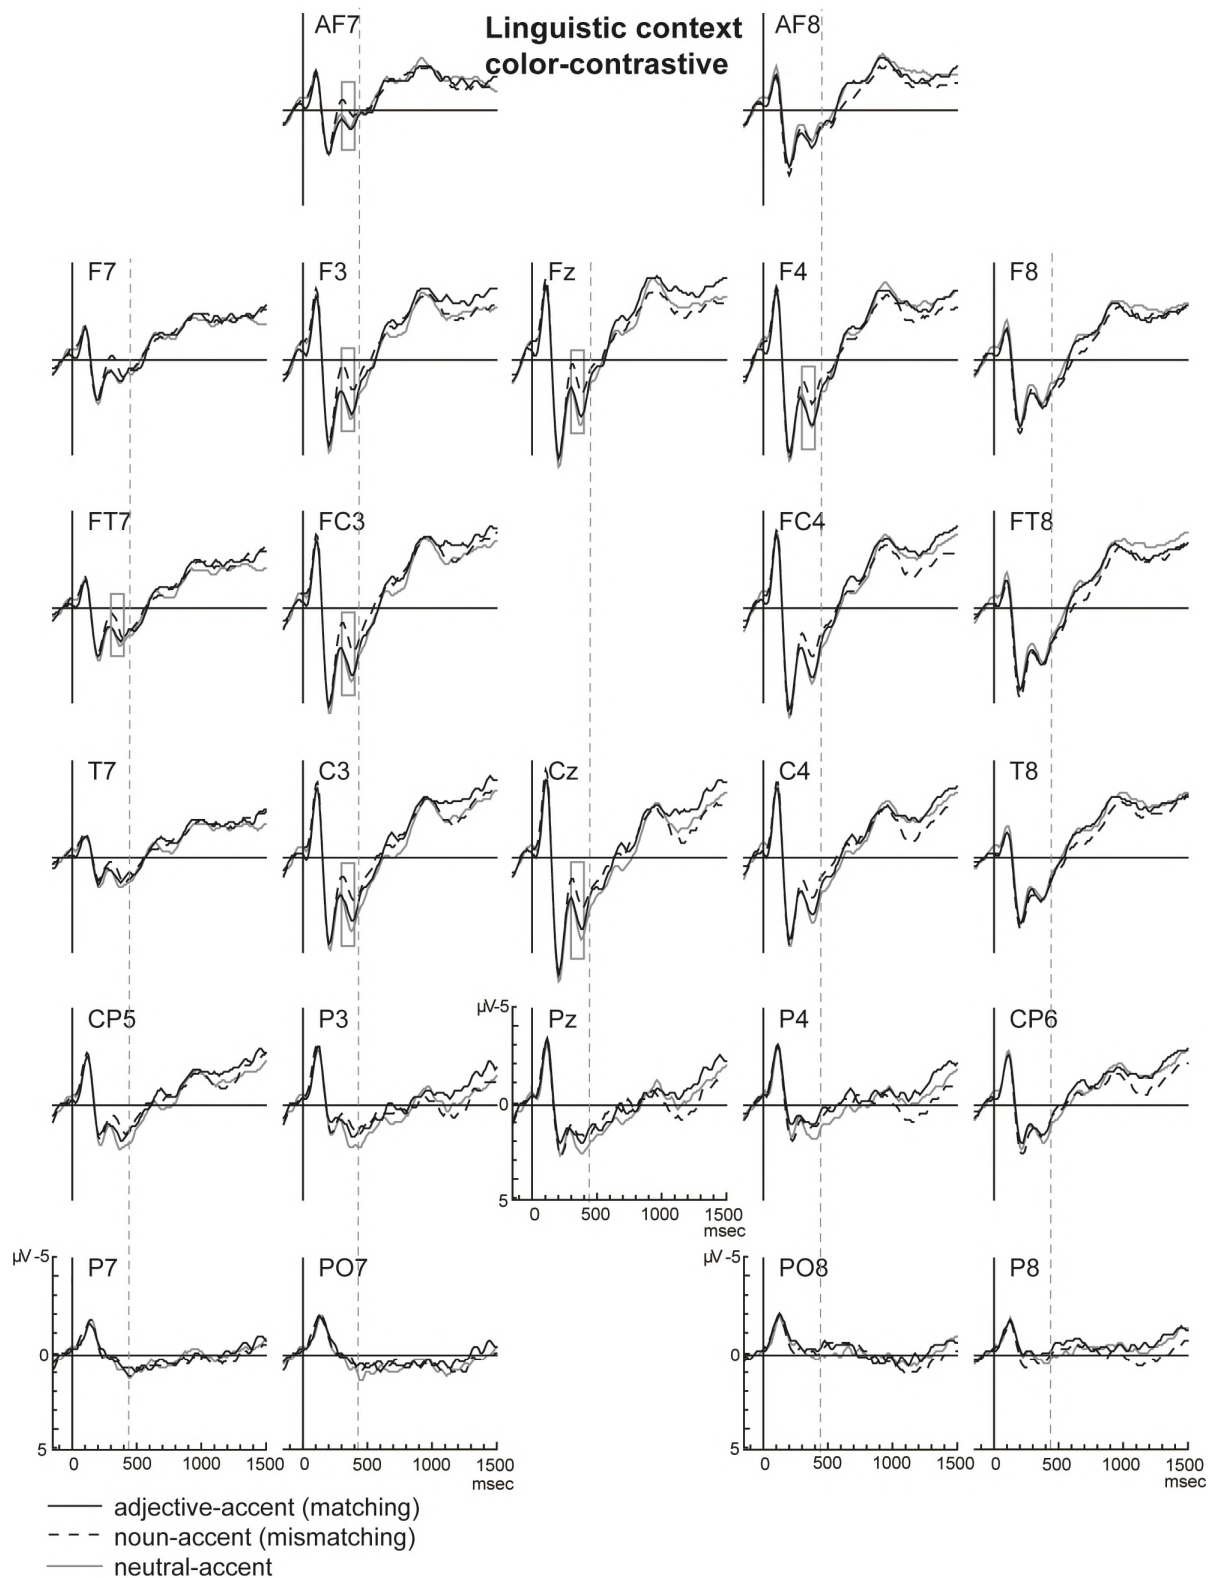 AF7
Linguistic context
color-contrastive
AF8
F7
F3
Fz
F4
F8
FT7
FC3
FC4
FT8
T7
C3
Cz
C4
T8
CP5
P3
µV-5
Pz
P4
CP6
0
5
0 500 1000 1500
msec
µV -5
P7
PO7
µV -5
PO8
P8
0
0
5
5
0 500 1000 1500
0 500 1000 1500
msec
0 500 1000 1500
0 500 1000 1500
msec
adjective-accent (matching)
noun-accent (mismatching)
neutral-accent